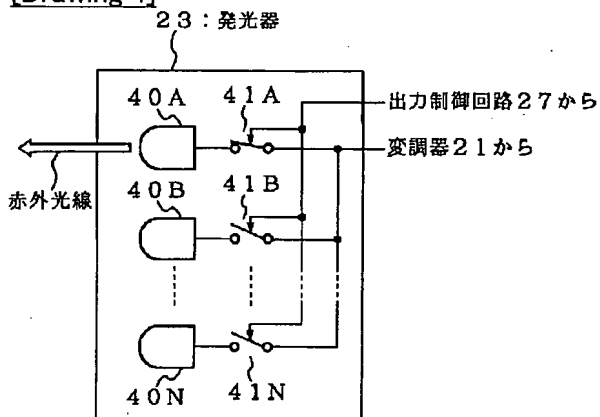 [Drawing 4]
23：発光器
40A
41A
出力制御回路27から
変調器21から
赤外光線
40B
41B
40N
41N